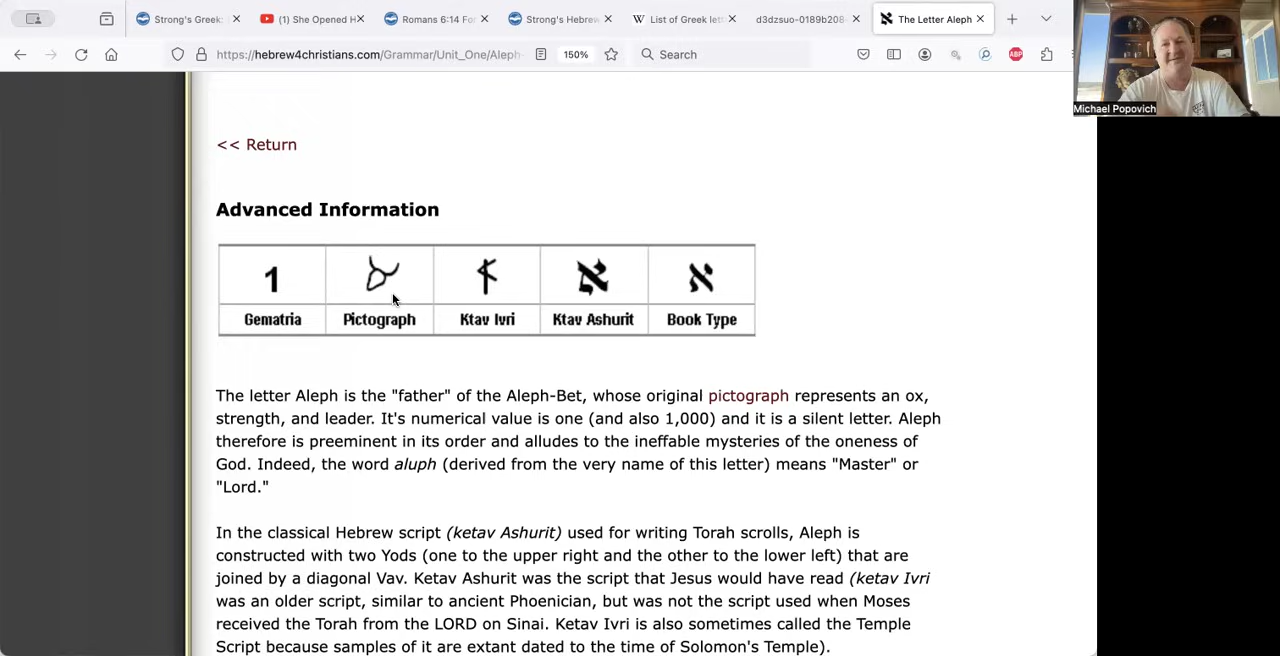 Strong's Greek:
(1) She Opened H
Romans 6:14 For
Strong's Hebrew
List of Greek lett
d3dzsuo-0189b208
The Letter Aleph
https://hebrew4christians.com/Grammar/Unit_One/Aleph-
150%
Search
ABP
Michael Popovich
<< Return
Advanced Information
1 א א
Gematria Pictograph Ktav Ivri Ktav Ashurit Book Type
The letter Aleph is the "father" of the Aleph-Bet, whose original pictograph represents an ox,
strength, and leader. It's numerical value is one (and also 1,000) and it is a silent letter. Aleph
therefore is preeminent in its order and alludes to the ineffable mysteries of the oneness of
God. Indeed, the word aluph (derived from the very name of this letter) means "Master" or
"Lord."
In the classical Hebrew script (ketav Ashurit) used for writing Torah scrolls, Aleph is
constructed with two Yods (one to the upper right and the other to the lower left) that are
joined by a diagonal Vav. Ketav Ashurit was the script that Jesus would have read (ketav Ivri
was an older script, similar to ancient Phoenician, but was not the script used when Moses
received the Torah from the LORD on Sinai. Ketav Ivri is also sometimes called the Temple
Script because samples of it are extant dated to the time of Solomon's Temple).